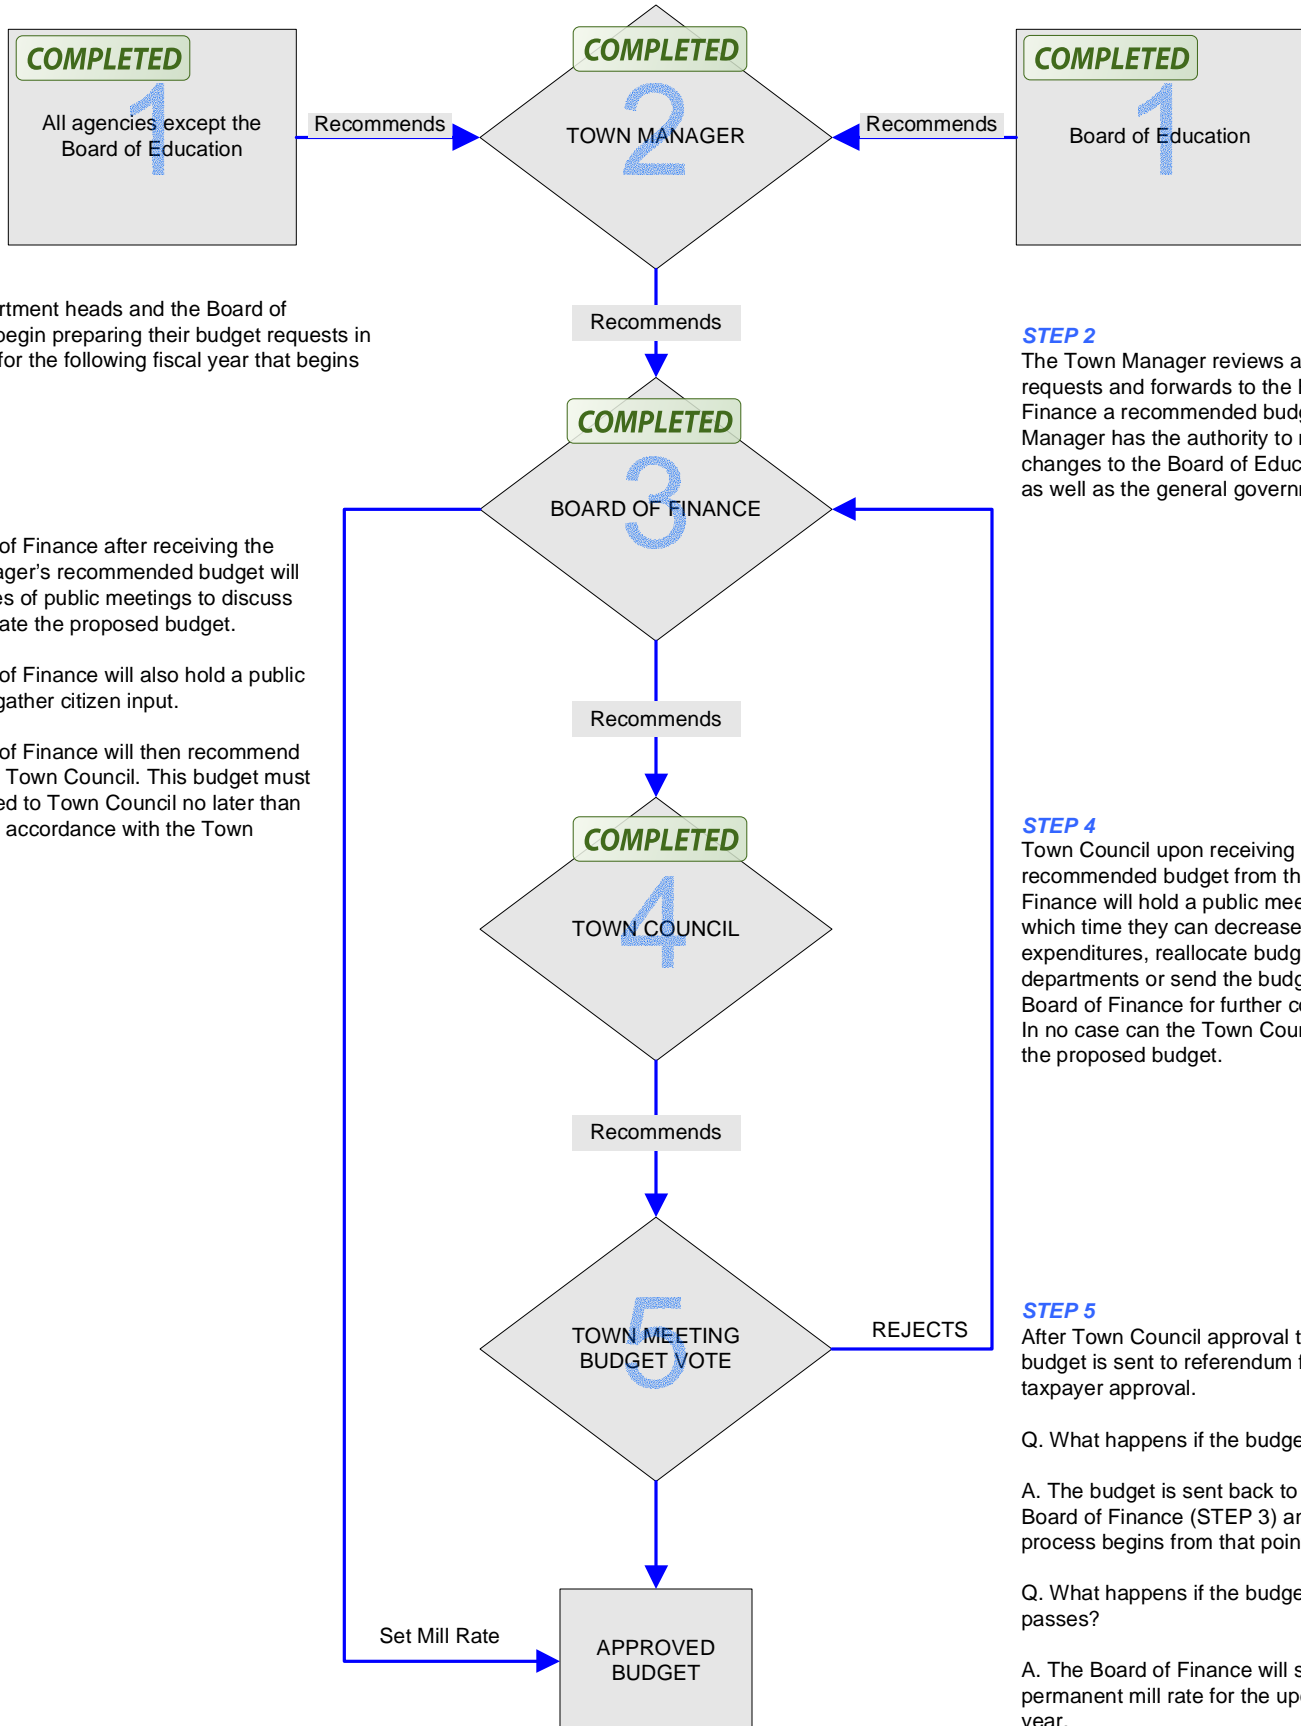 COMPLETED
1
All agencies except the
Board of Education
Recommends
COMPLETED
2
TOWN MANAGER
Recommends
COMPLETED
1
Board of Education
Recommends
rtment heads and the Board of
begin preparing their budget requests in
for the following fiscal year that begins
STEP 2
The Town Manager reviews a
requests and forwards to the
Finance a recommended budg
Manager has the authority to
changes to the Board of Educ
as well as the general govern
COMPLETED
3
BOARD OF FINANCE
of Finance after receiving the
ager's recommended budget will
es of public meetings to discuss
ate the proposed budget.
of Finance will also hold a public
gather citizen input.
of Finance will then recommend
Town Council. This budget must
ed to Town Council no later than
accordance with the Town
Recommends
COMPLETED
4
TOWN COUNCIL
STEP 4
Town Council upon receiving
recommended budget from th
Finance will hold a public mee
which time they can decrease
expenditures, reallocate budg
departments or send the budg
Board of Finance for further co
In no case can the Town Cou
the proposed budget.
Recommends
5
TOWN MEETING
BUDGET VOTE
REJECTS
STEP 5
After Town Council approval t
budget is sent to referendum f
taxpayer approval.
Q. What happens if the budge
A. The budget is sent back to
Board of Finance (STEP 3) an
process begins from that poin
Q. What happens if the budge
passes?
A. The Board of Finance will s
permanent mill rate for the up
year.
Set Mill Rate
APPROVED
BUDGET